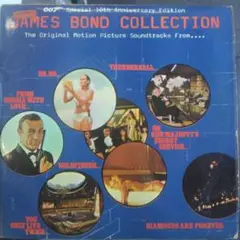 007 Special 10th Anniversary Edition
JAMES BOND COLLECTION
The Original Motion Picture Soundtracks From....
THUNDERBALL..
DR. NO..
FROM
RUSSIA WITH
LOVE..
ON
HER MAJESTY'S
SECRET
SERVICE..
GOLDFINGER..
YOU
ONLY LIVE
TWICE..
DIAMONDS ARE FOREVER